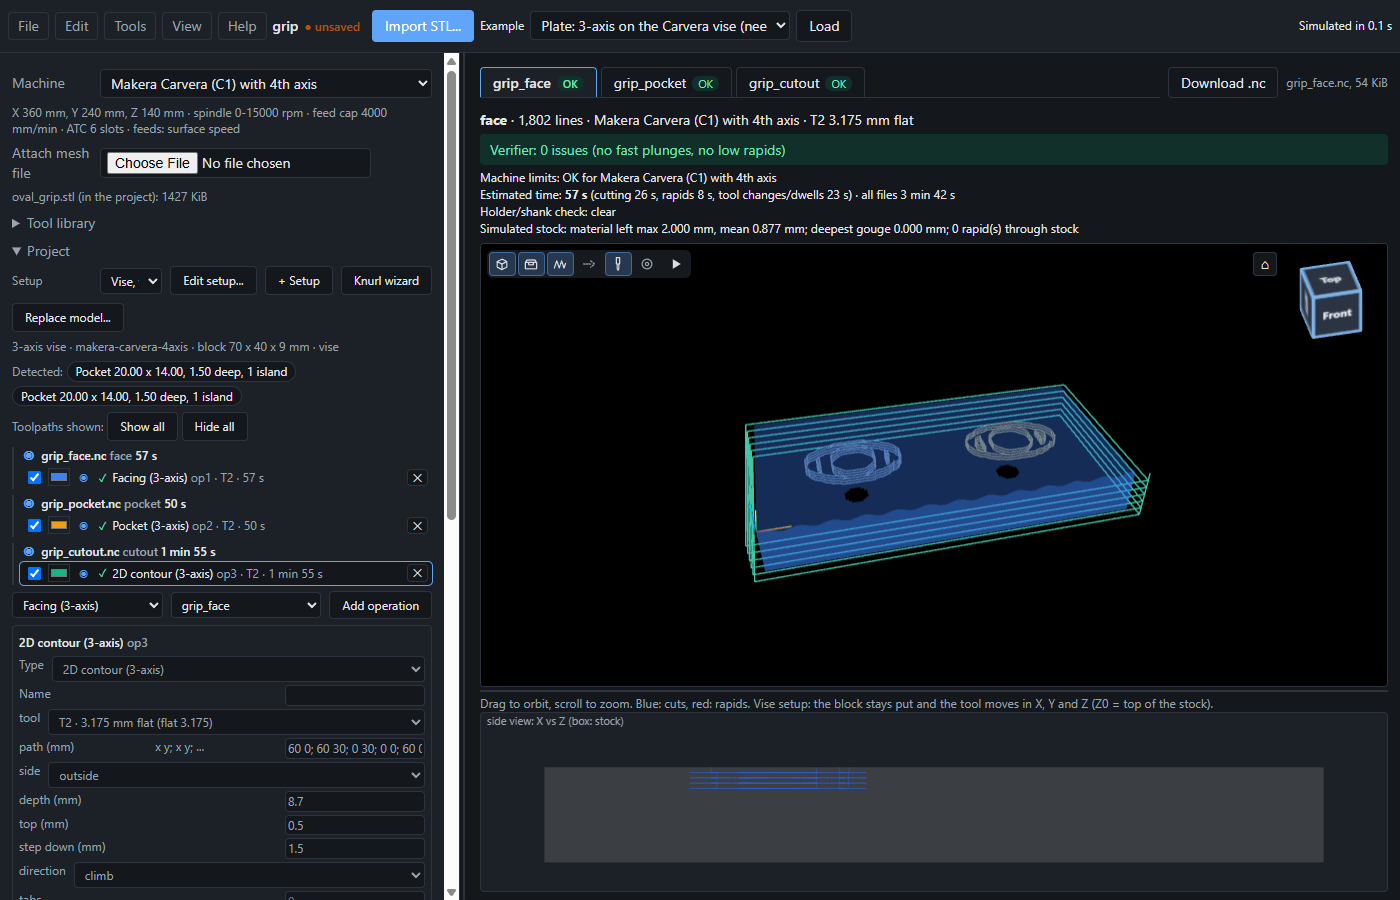 File Edit Tools View Help grip ● unsaved Import STL... Example Plate: 3-axis on the Carvera vise (nee Load Simulated in 0.1 s
Machine Makera Carvera (C1) with 4th axis
X 360 mm, Y 240 mm, Z 140 mm · spindle 0-15000 rpm · feed cap 4000
mm/min · ATC 6 slots · feeds: surface speed
Attach mesh file Choose File No file chosen
oval_grip.stl (in the project): 1427 KiB
Tool library
Project
Setup Vise, Edit setup... + Setup Knurl wizard
Replace model...
3-axis vise · makera-carvera-4axis · block 70 x 40 x 9 mm · vise
Detected: Pocket 20.00 x 14.00, 1.50 deep, 1 island
Pocket 20.00 x 14.00, 1.50 deep, 1 island
Toolpaths shown: Show all Hide all
grip_face.nc face 57 s
✓ Facing (3-axis) op1 · T2 · 57 s
grip_pocket.nc pocket 50 s
✓ Pocket (3-axis) op2 · T2 · 50 s
grip_cutout.nc cutout 1 min 55 s
✓ 2D contour (3-axis) op3 · T2 · 1 min 55 s
Facing (3-axis) grip_face Add operation
2D contour (3-axis) op3
Type 2D contour (3-axis)
Name
tool T2 · 3.175 mm flat (flat 3.175)
path (mm) x y; x y; ... 60 0; 60 30; 0 30; 0 0; 60 0
side outside
depth (mm) 8.7
top (mm) 0.5
step down (mm) 1.5
direction climb
tabs
grip_face OK grip_pocket OK grip_cutout OK Download .nc grip_face.nc, 54 KiB
face · 1,802 lines · Makera Carvera (C1) with 4th axis · T2 3.175 mm flat
Verifier: 0 issues (no fast plunges, no low rapids)
Machine limits: OK for Makera Carvera (C1) with 4th axis
Estimated time: 57 s (cutting 26 s, rapids 8 s, tool changes/dwells 23 s) · all files 3 min 42 s
Holder/shank check: clear
Simulated stock: material left max 2.000 mm, mean 0.877 mm; deepest gouge 0.000 mm; 0 rapid(s) through stock
Top
Front
Drag to orbit, scroll to zoom. Blue: cuts, red: rapids. Vise setup: the block stays put and the tool moves in X, Y and Z (Z0 = top of the stock).
side view: X vs Z (box: stock)